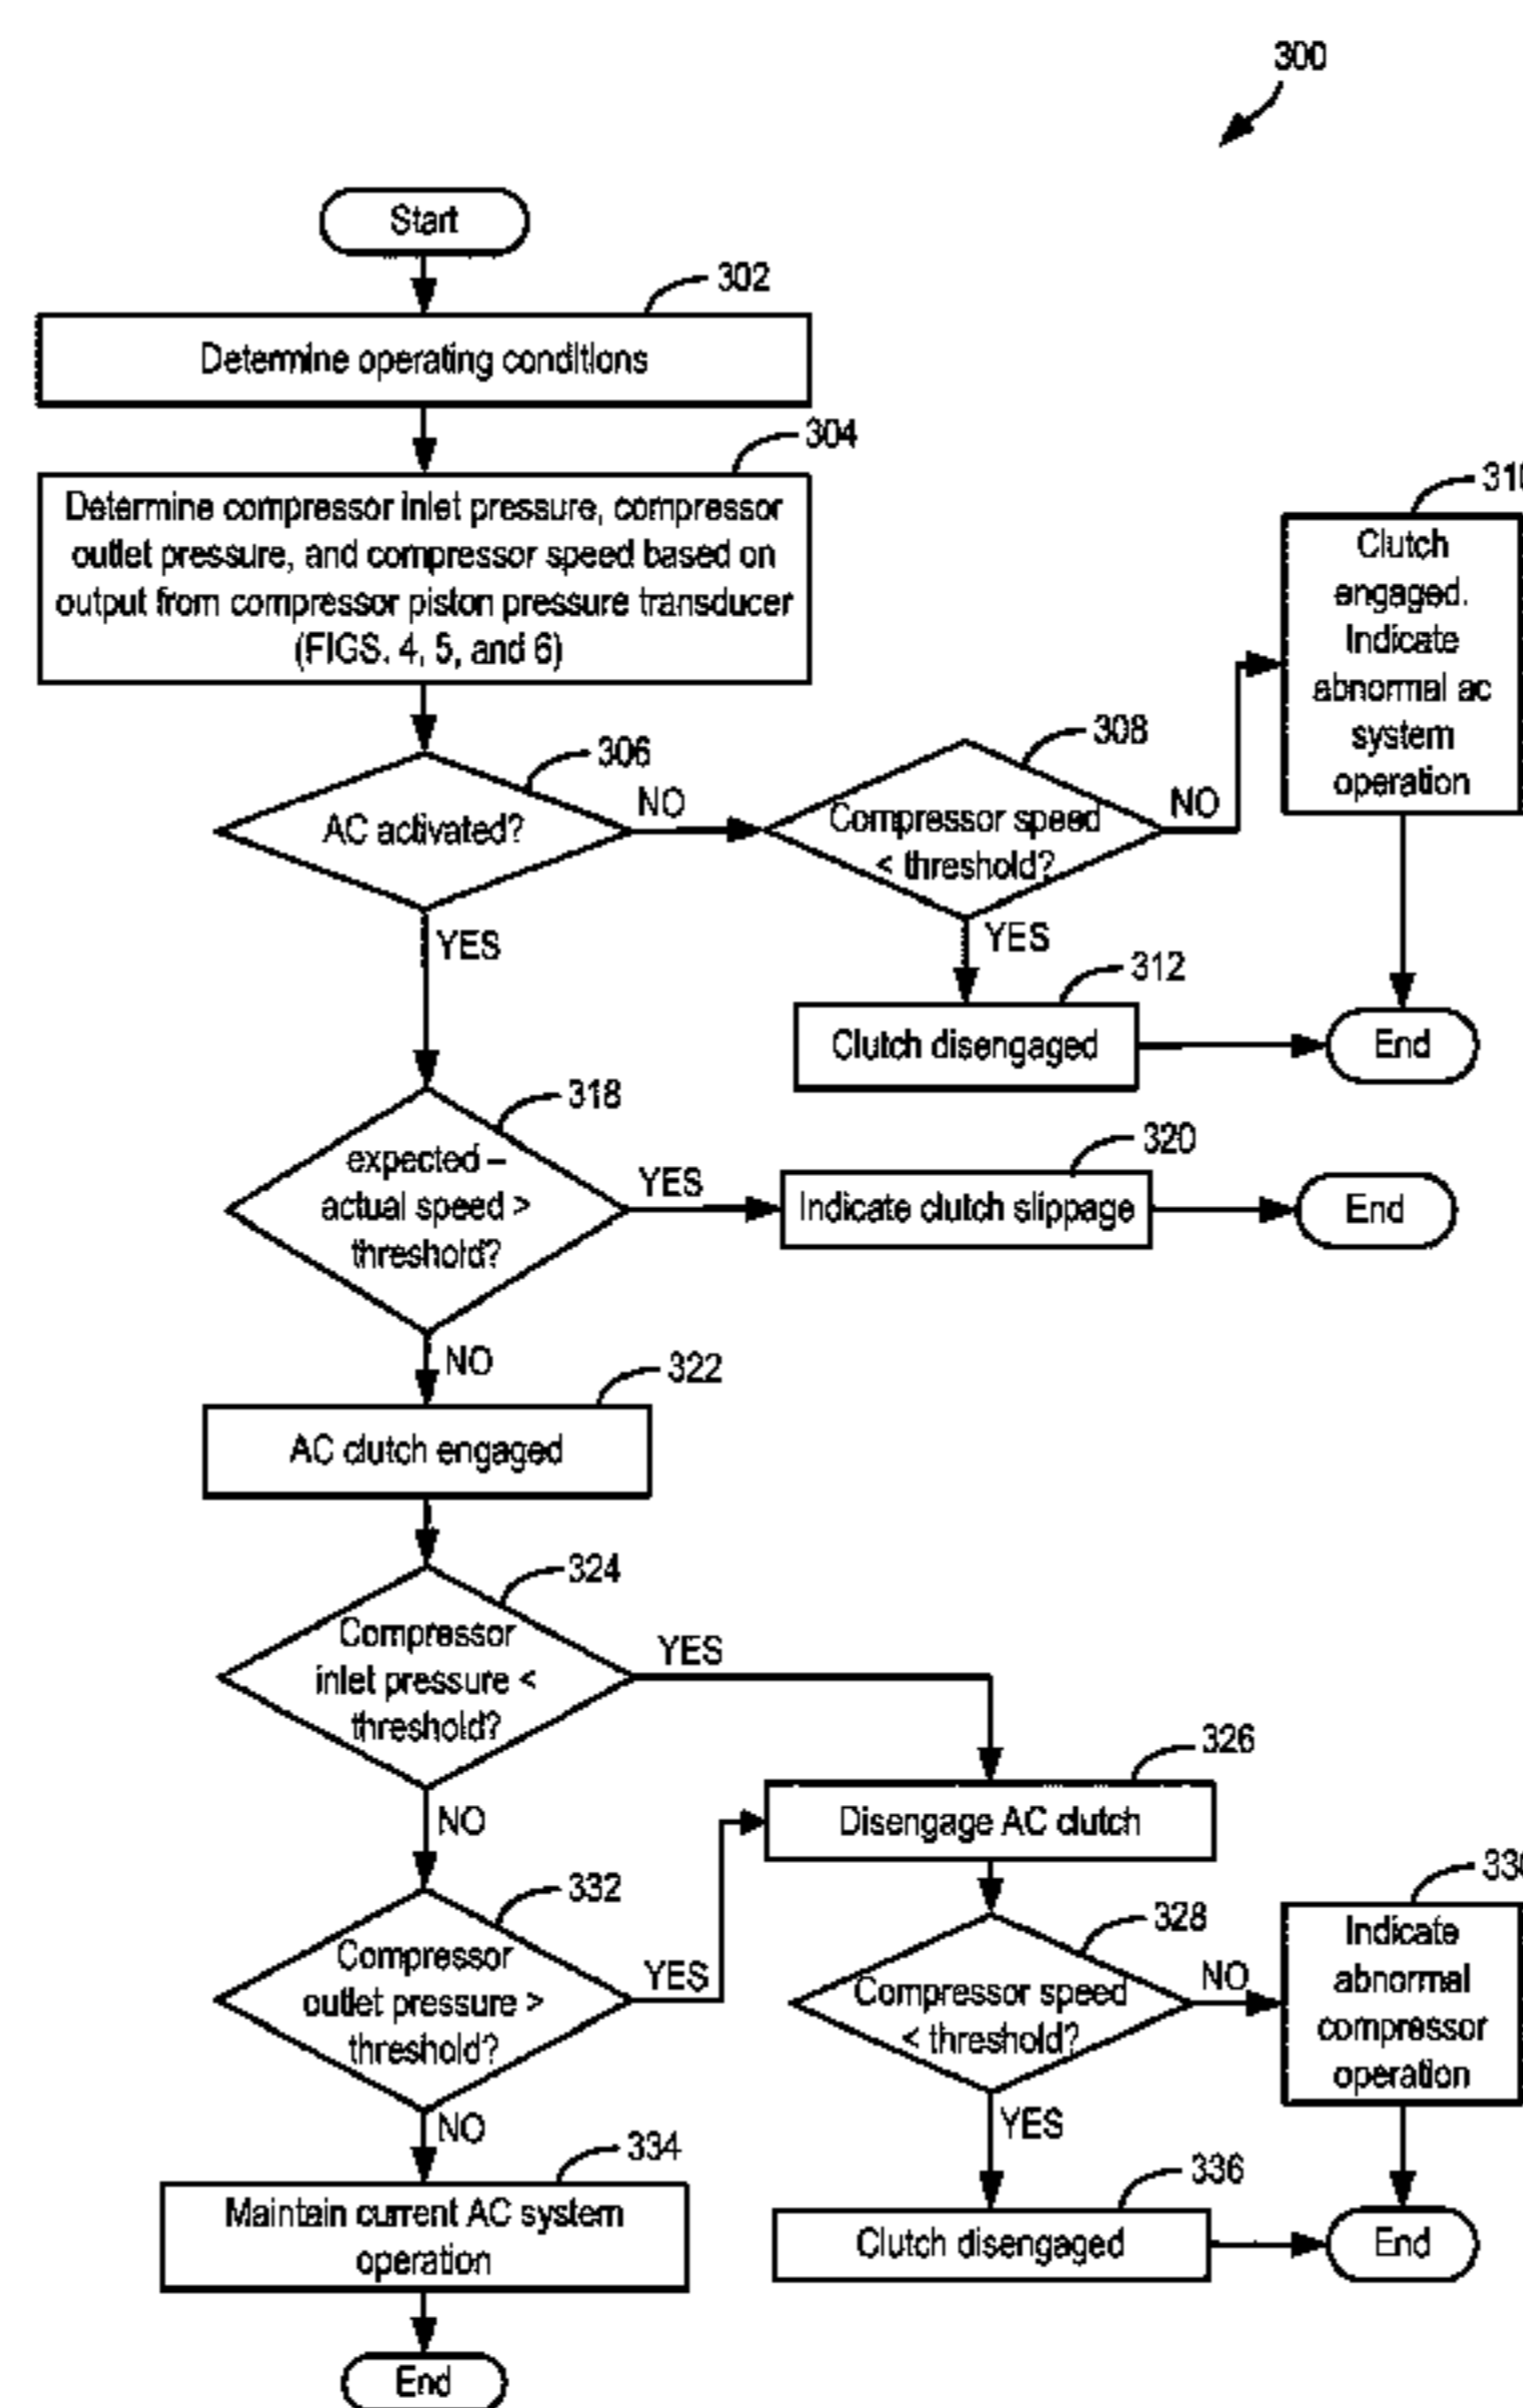 300
Start
302
Determine operating conditions
304
Determine compressor inlet pressure, compressor
outlet pressure, and compressor speed based on
output from compressor piston pressure transducer
(FIGS. 4, 5, and 6)
306
AC activated?
NO
308
Compressor speed
< threshold?
NO
310
Clutch
engaged.
Indicate
abnormal ac
system
operation
YES
YES
312
Clutch disengaged
End
318
expected –
actual speed >
threshold?
YES
320
Indicate clutch slippage
End
NO
322
AC clutch engaged
324
Compressor
inlet pressure <
threshold?
YES
326
Disengage AC clutch
NO
332
Compressor
outlet pressure >
threshold?
YES
328
Compressor speed
< threshold?
NO
330
Indicate
abnormal
compressor
operation
NO
YES
334
Maintain current AC system
operation
336
Clutch disengaged
End
End